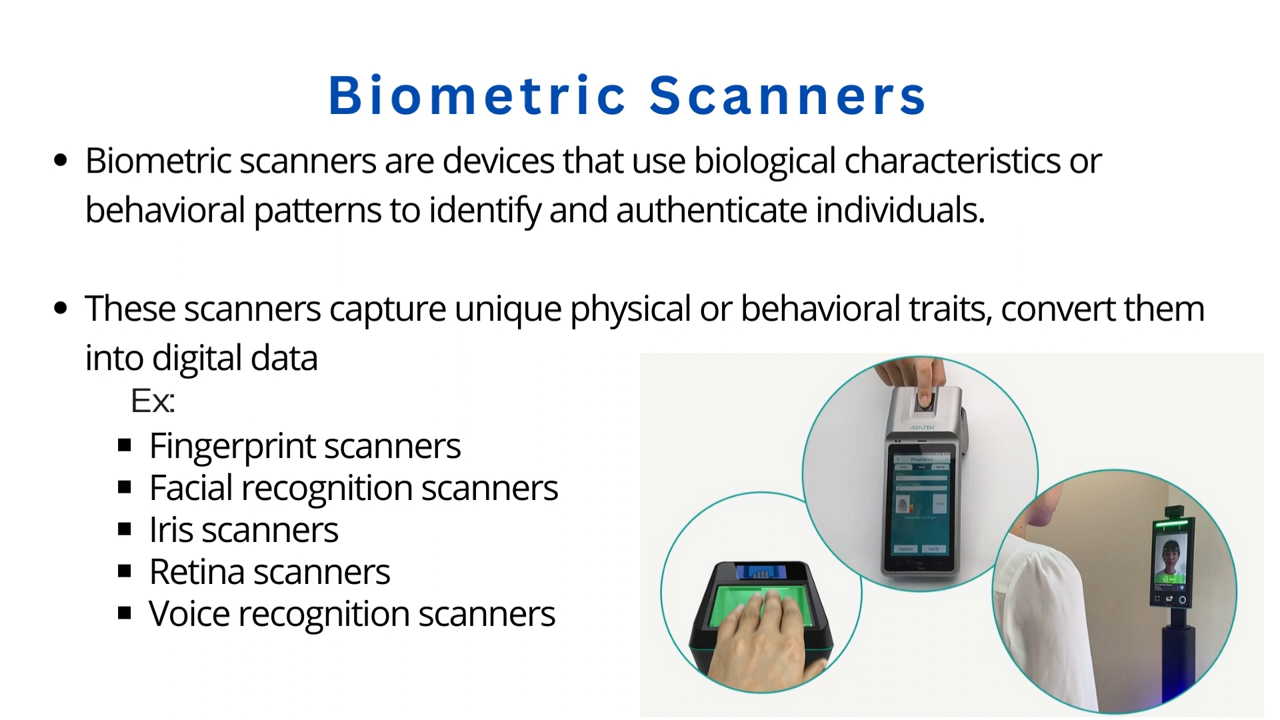 Biometric Scanners
• Biometric scanners are devices that use biological characteristics or
behavioral patterns to identify and authenticate individuals.
• These scanners capture unique physical or behavioral traits, convert them
into digital data
Ex:
▪ Fingerprint scanners
▪ Facial recognition scanners
▪ Iris scanners
▪ Retina scanners
▪ Voice recognition scanners
ARATEK